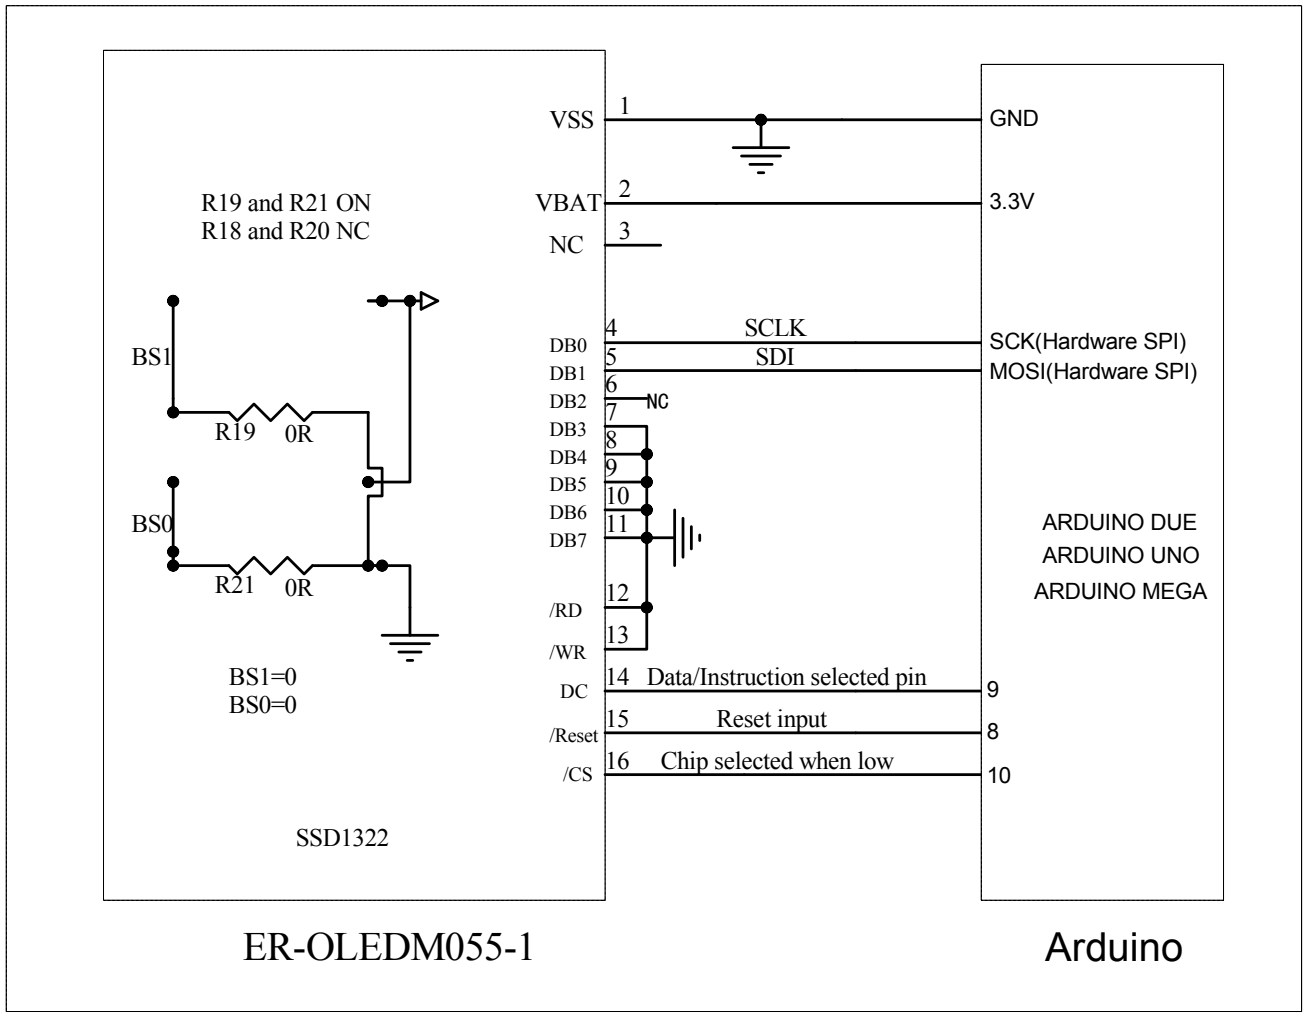 VSS 1 GND
R19 and R21 ON
R18 and R20 NC
VBAT 2 3.3V
NC 3
BS1
R19 0R
BS0
R21 0R
BS1=0
BS0=0
DB0 4 SCLK SCK(Hardware SPI)
DB1 5 SDI MOSI(Hardware SPI)
DB2 6 NC
DB3 7
DB4 8
DB5 9
DB6 10
DB7 11
/RD 12
/WR 13
DC 14 Data/Instruction selected pin 9
/Reset 15 Reset input 8
/CS 16 Chip selected when low 10
ARDUINO DUE
ARDUINO UNO
ARDUINO MEGA
SSD1322
ER-OLEDM055-1
Arduino